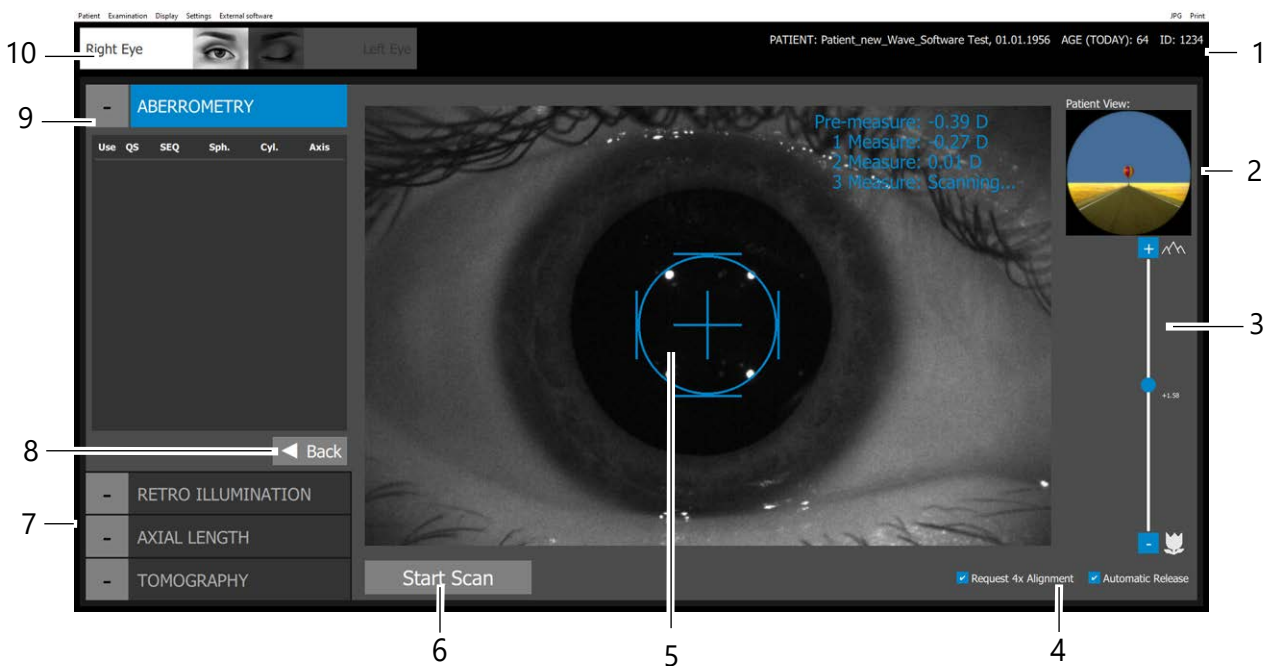 Patient Examination Display Settings External software JPG Print
10 Right Eye Left Eye PATIENT: Patient_new_Wave_Software Test, 01.01.1956 AGE (TODAY): 64 ID: 1234 1
9 - ABERROMETRY
Patient View:
Pre-measure: -0.39 D
1 Measure: -0.27 D
2 Measure: 0.01 D
3 Measure: Scanning...
Use QS SEQ Sph. Cyl. Axis
2
+
3
+1.58
8 Back
7 - RETRO ILLUMINATION
- AXIAL LENGTH
-
- TOMOGRAPHY
Start Scan
Request 4x Alignment Automatic Release
6 5 4